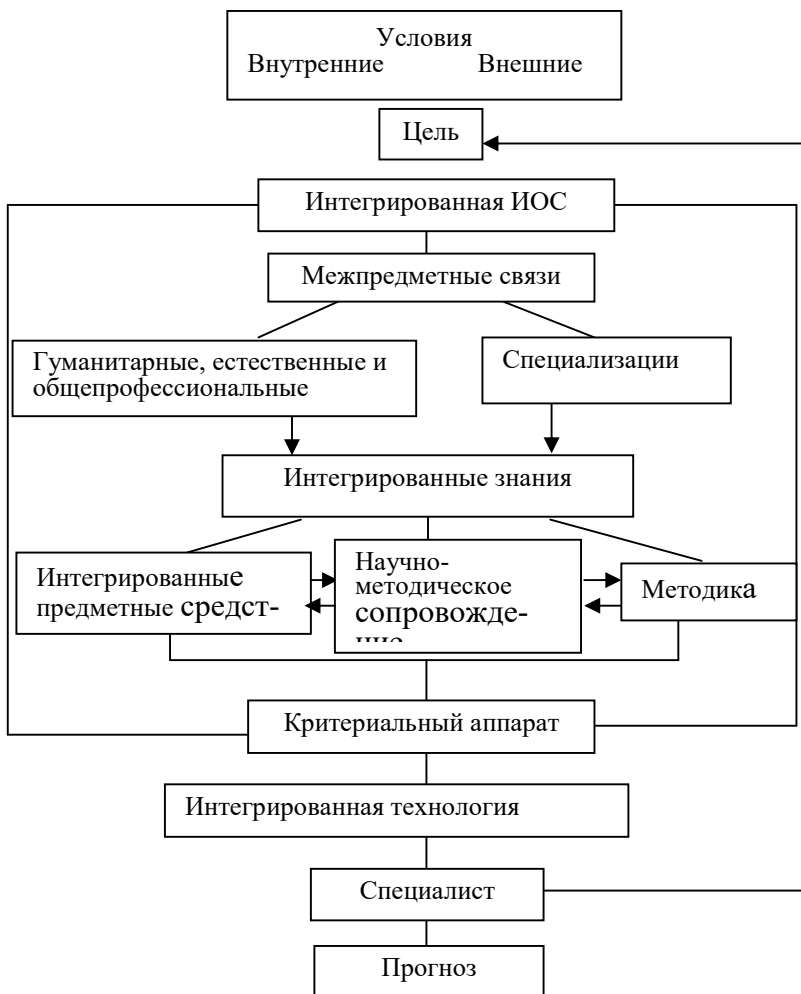 Условия
Внутренние Внешние
Цель
Интегрированная ИОС
Межпредметные связи
Гуманитарные, естественные и
общепрофессиональные
Специализации
Интегрированные знания
Интегрированные
предметные средст-
Научно-
методическое
сопровожде-
ние
Методика
Критериальный аппарат
Интегрированная технология
Специалист
Прогноз